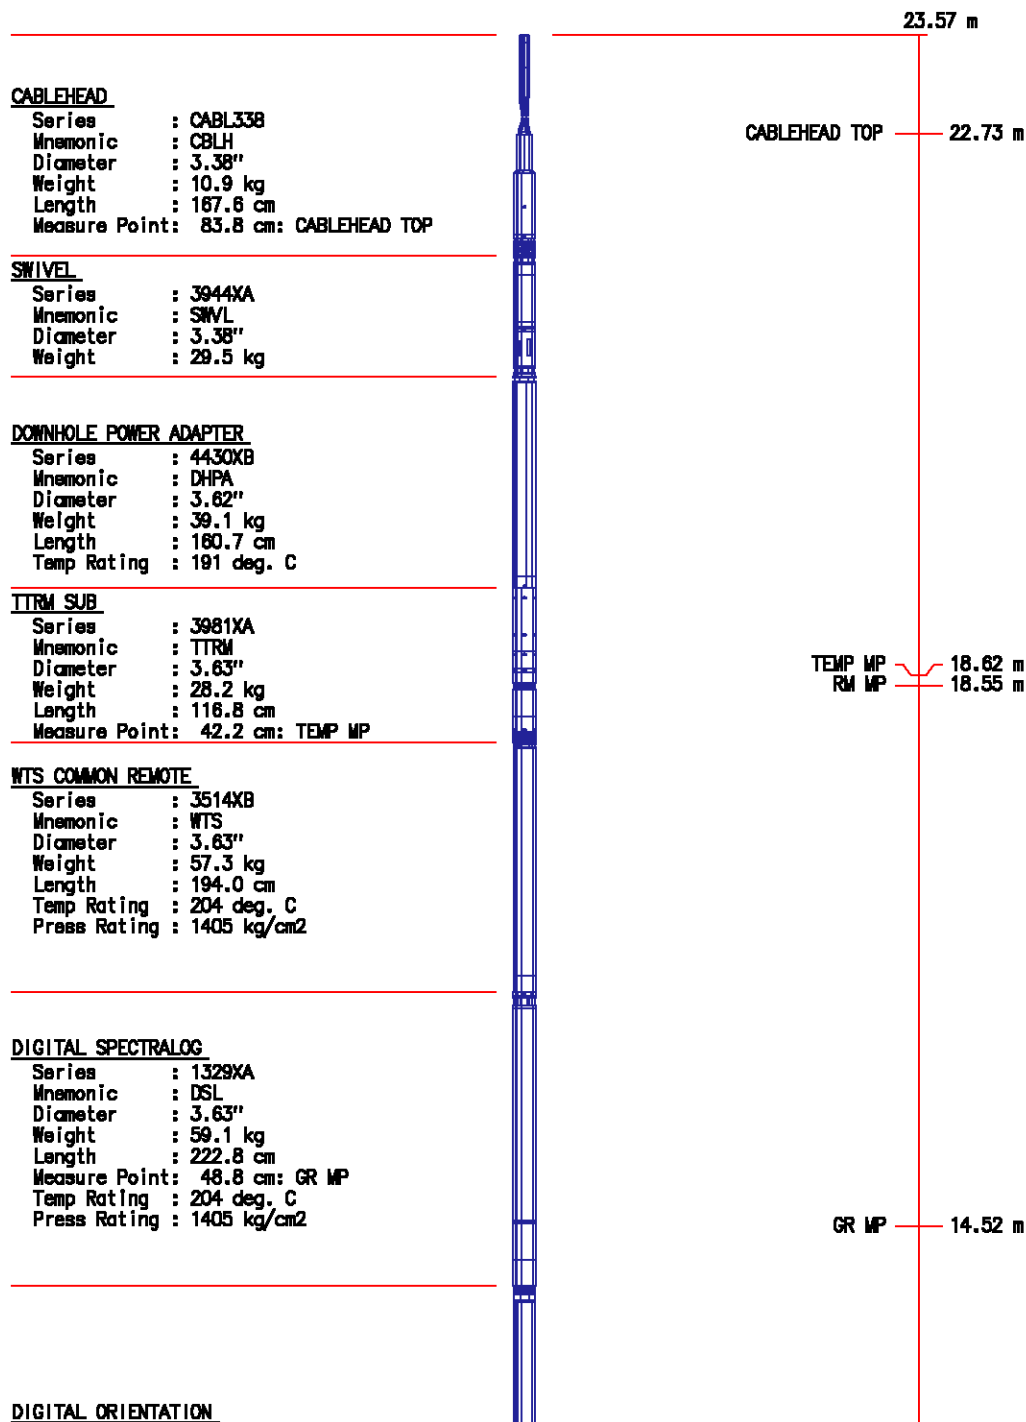 23.57 m
CABLEHEAD
Series : CABL338
Mnemonic : CBLH
Diameter : 3.38"
Weight : 10.9 kg
Length : 167.6 cm
Measure Point: 83.8 cm: CABLEHEAD TOP
CABLEHEAD TOP 22.73 m
SWIVEL
Series : 3944XA
Mnemonic : SWVL
Diameter : 3.38"
Weight : 29.5 kg
DOWNHOLE POWER ADAPTER
Series : 4430XB
Mnemonic : DHPA
Diameter : 3.62"
Weight : 39.1 kg
Length : 160.7 cm
Temp Rating : 191 deg. C
TTRM SUB
Series : 3981XA
Mnemonic : TTRM
Diameter : 3.63"
Weight : 28.2 kg
Length : 116.8 cm
Measure Point: 42.2 cm: TEMP MP
TEMP MP 18.62 m
RM MP 18.55 m
WTS COMMON REMOTE
Series : 3514XB
Mnemonic : WTS
Diameter : 3.63"
Weight : 57.3 kg
Length : 194.0 cm
Temp Rating : 204 deg. C
Press Rating : 1405 kg/cm2
DIGITAL SPECTRALOG
Series : 1329XA
Mnemonic : DSL
Diameter : 3.63"
Weight : 59.1 kg
Length : 222.8 cm
Measure Point: 48.8 cm: GR MP
Temp Rating : 204 deg. C
Press Rating : 1405 kg/cm2
GR MP 14.52 m
DIGITAL ORIENTATION